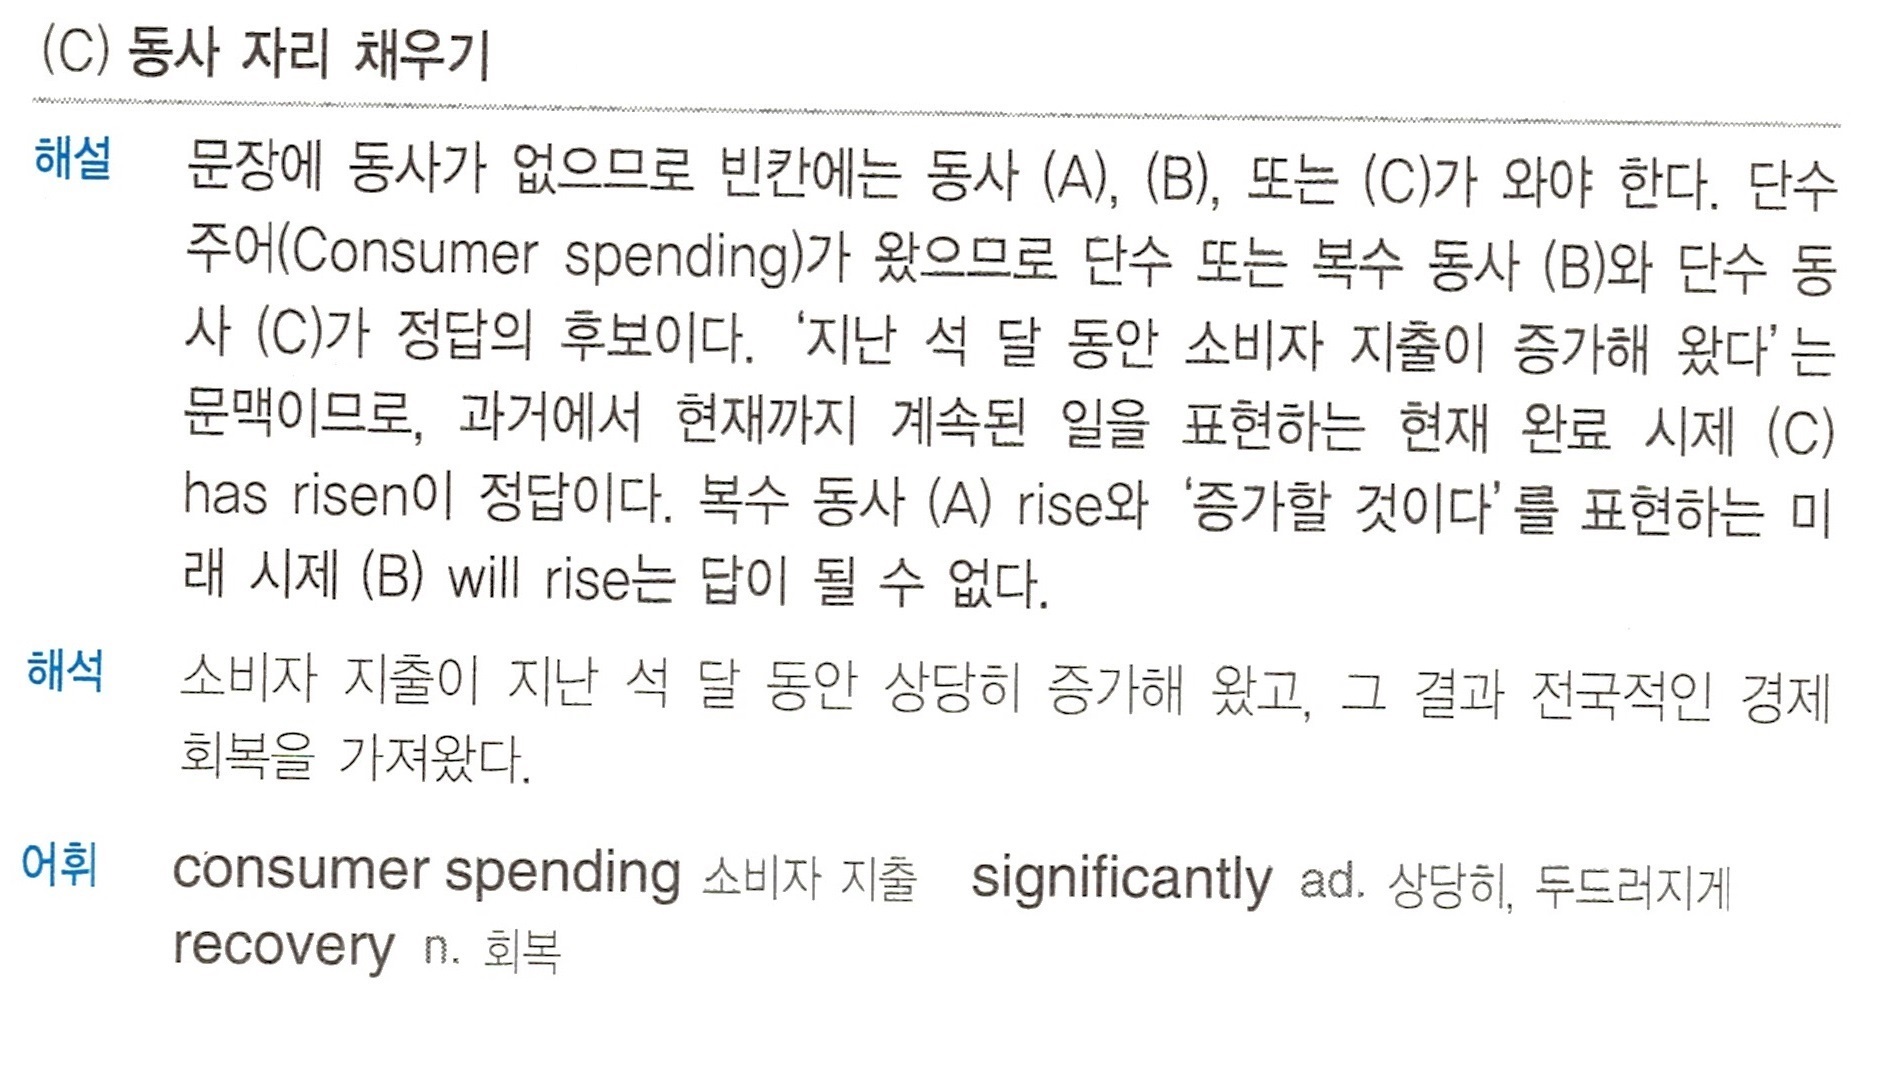 (C) 동사 자리 채우기
해설 문장에 동사가 없으므로 빈칸에는 동사 (A), (B), 또는 (C)가 와야 한다. 단수
주어(Consumer spending)가 왔으므로 단수 또는 복수 동사 (B)와 단수 동
사 (C)가 정답의 후보이다. ‘지난 석 달 동안 소비자 지출이 증가해 왔다’는
문맥이므로, 과거에서 현재까지 계속된 일을 표현하는 현재 완료 시제 (C)
has risen이 정답이다. 복수 동사 (A) rise와 ‘증가할 것이다’를 표현하는 미
래 시제 (B) will rise는 답이 될 수 없다.
해석 소비자 지출이 지난 석 달 동안 상당히 증가해 왔고, 그 결과 전국적인 경제
회복을 가져왔다.
어휘 consumer spending 소비자 지출 significantly ad. 상당히, 두드러지게
recovery n. 회복